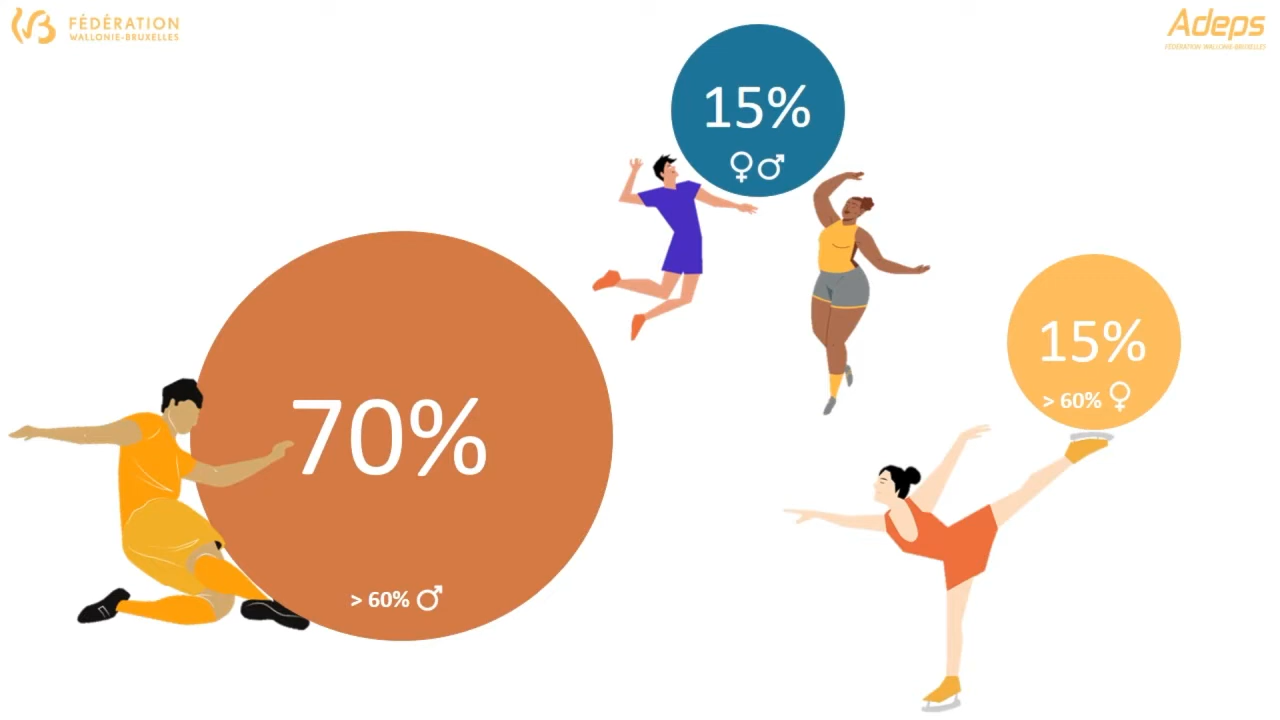 FÉDÉRATION
WALLONIE-BRUXELLES
Adeps
FÉDÉRATION WALLONIE-BRUXELLES
15%
♀♂
15%
> 60% ♀
70%
> 60% ♂